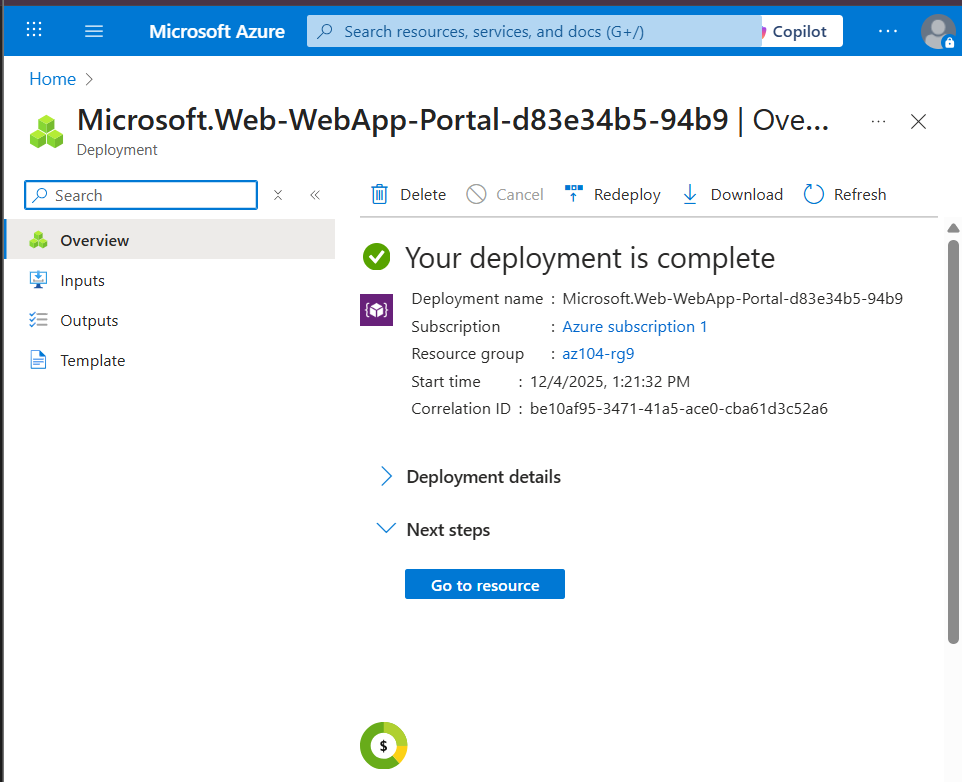 Microsoft Azure
Search resources, services, and docs (G+/)
Copilot
Home
Microsoft.Web-WebApp-Portal-d83e34b5-94b9 | Ove...
Deployment
Search
Delete
Cancel
Redeploy
Download
Refresh
Overview
Inputs
Outputs
Template
Your deployment is complete
Deployment name : Microsoft.Web-WebApp-Portal-d83e34b5-94b9
Subscription : Azure subscription 1
Resource group : az104-rg9
Start time : 12/4/2025, 1:21:32 PM
Correlation ID : be10af95-3471-41a5-ace0-cba61d3c52a6
Deployment details
Next steps
Go to resource
$